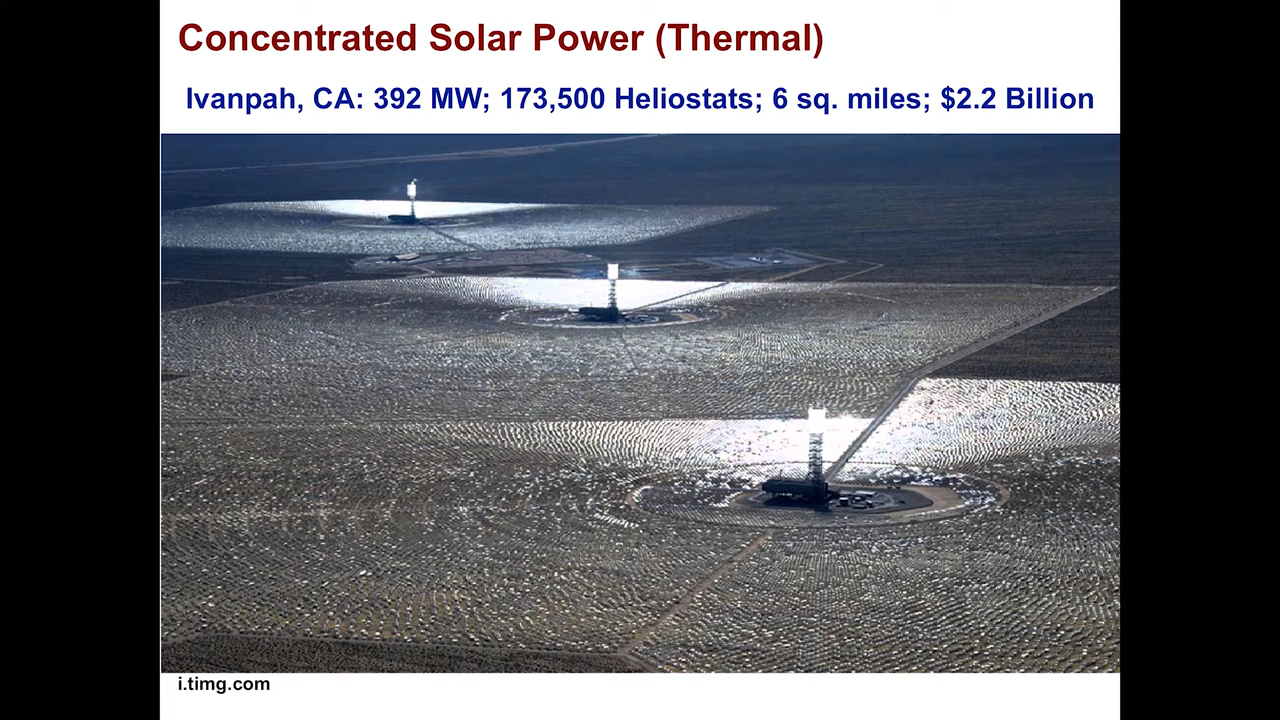 Concentrated Solar Power (Thermal)
Ivanpah, CA: 392 MW; 173,500 Heliostats; 6 sq. miles; $2.2 Billion
i.timg.com